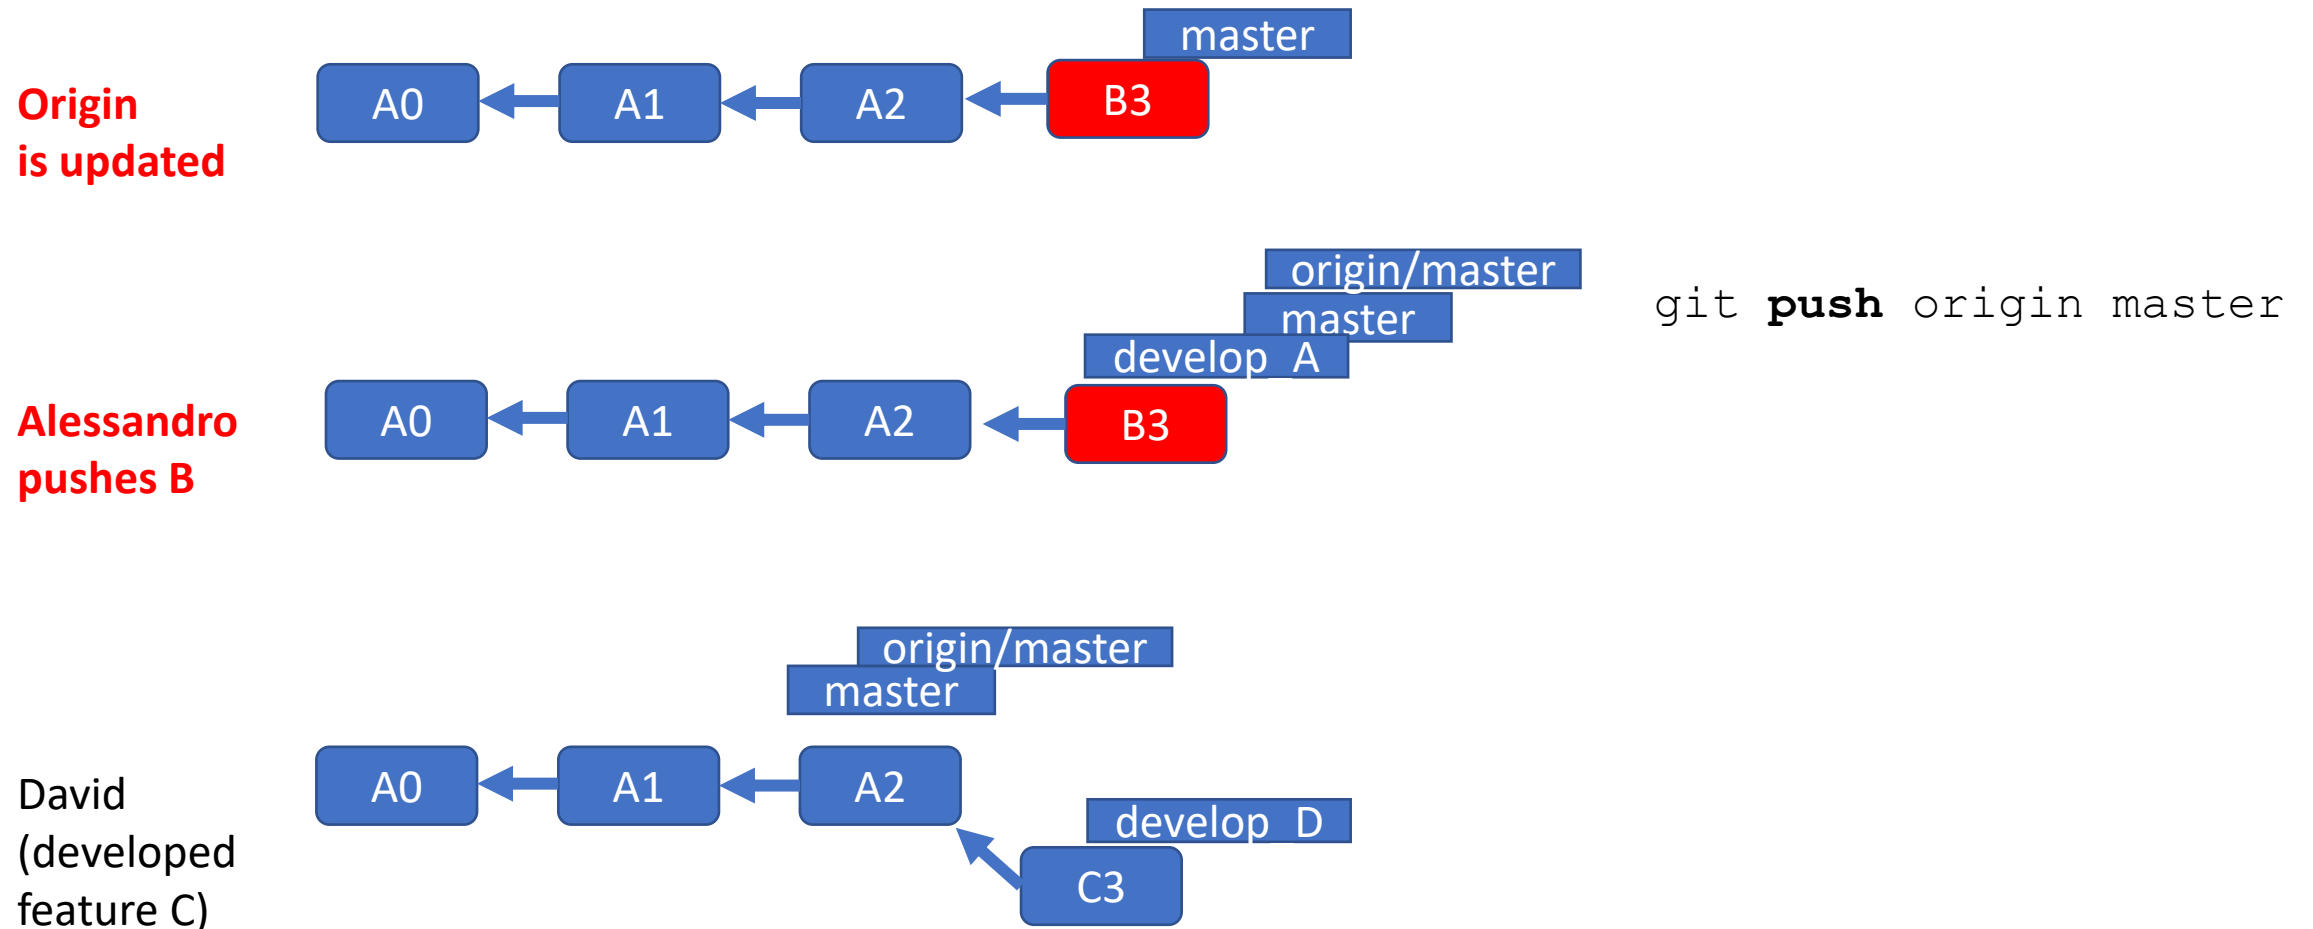 master
Origin
is updated
A0
A1
A2
B3
origin/master
master
develop_A
git push origin master
Alessandro
pushes B
A0
A1
A2
B3
origin/master
master
David
(developed
feature C)
A0
A1
A2
develop_D
C3